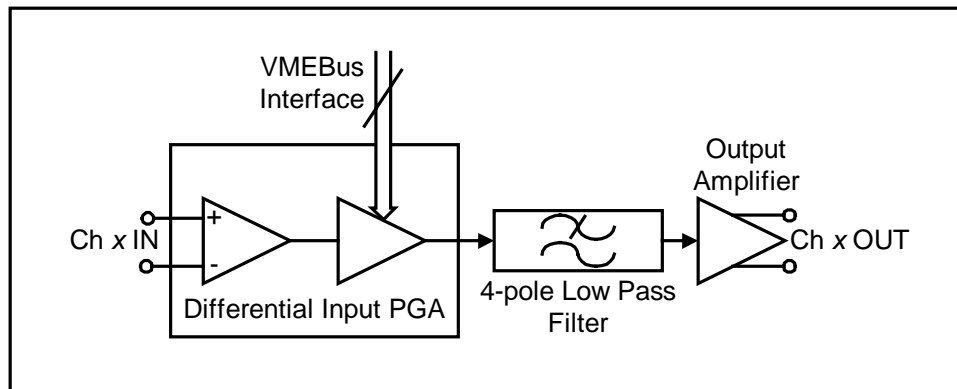 VMEBus
Interface
Output
Amplifier
+
-
Ch x IN
Ch x OUT
Differential Input PGA
4-pole Low Pass
Filter